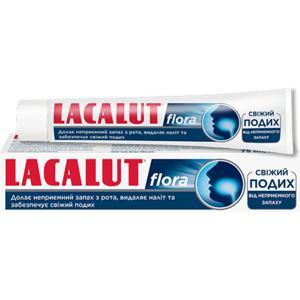 LACALUT flora
Долає неприємний запах з рота, видаляє наліт та
забезпечує свіжий подих
СВІЖИЙ
ПОДИХ
ВІД НЕПРИЄМНОГО
ЗАПАХУ
LACALUT flora
Долає неприємний запах з рота, видаляє наліт та
забезпечує свіжий подих
СВІЖИЙ
ПОДИХ
ВІД НЕПРИЄМНОГО
ЗАПАХУ